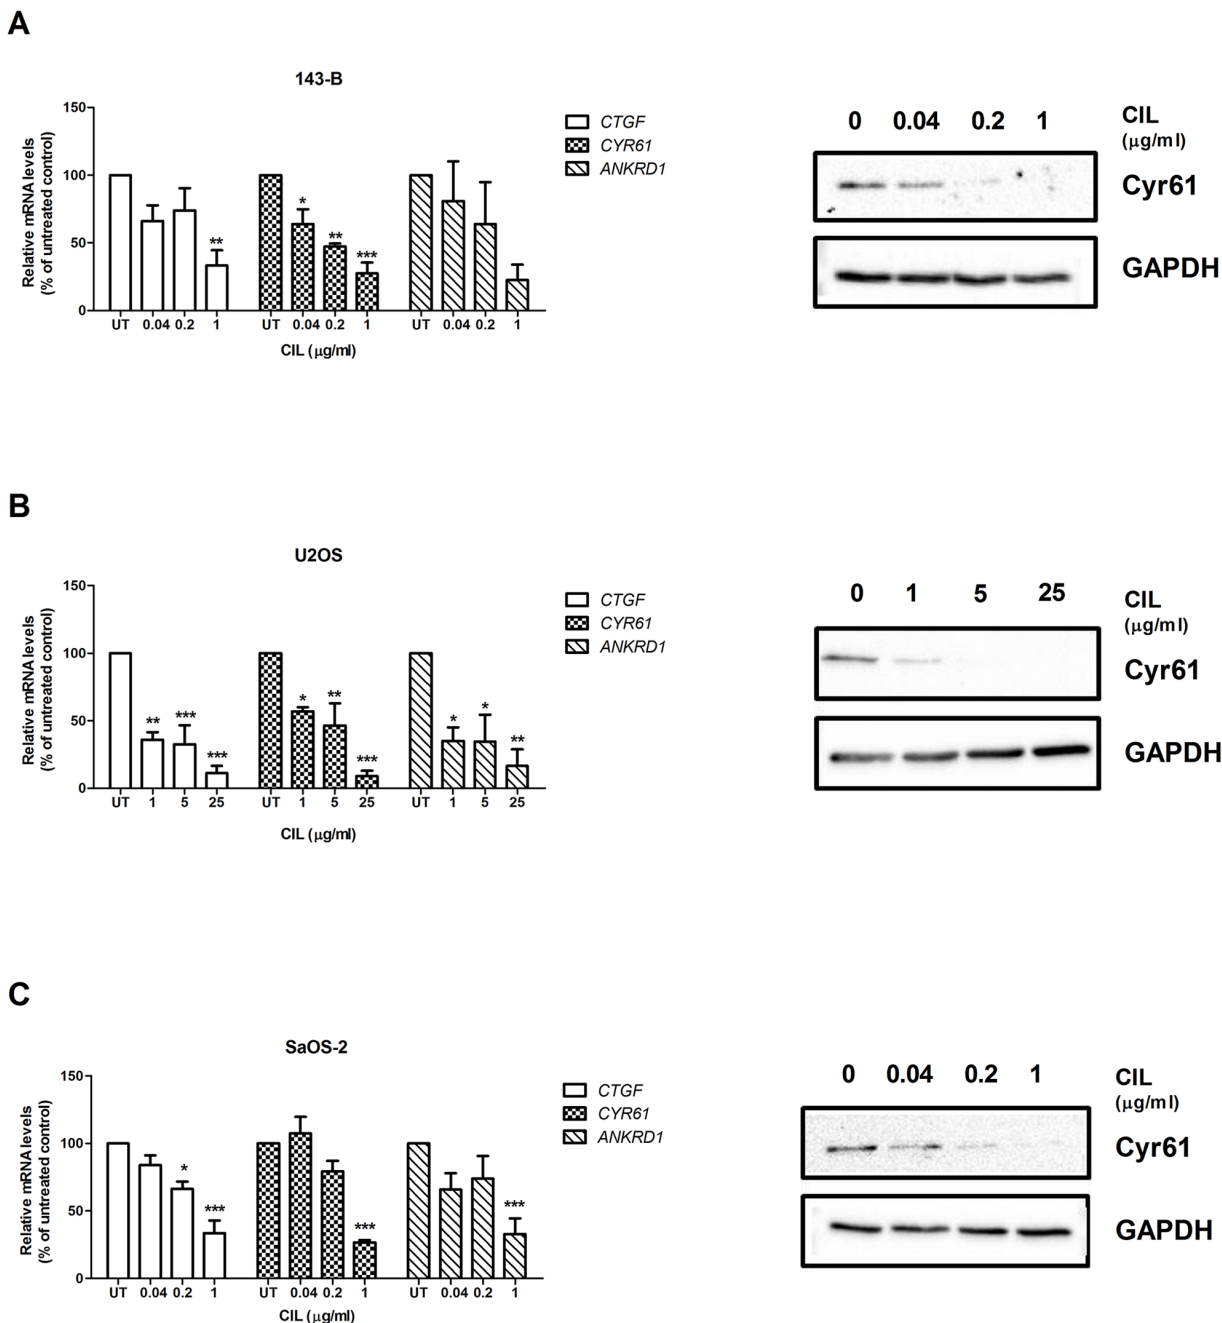 A
143-B
Relative mRNA levels
(% of untreated control)
150
100
50
0
UT 0.04 0.2 1 UT 0.04 0.2 1 UT 0.04 0.2 1
CIL (μg/ml)
** * ** ***
CTGF
CYR61
ANKRD1
0 0.04 0.2 1 CIL
(μg/ml)
Cyr61
GAPDH
B
U2OS
Relative mRNA levels
(% of untreated control)
150
100
50
0
UT 1 5 25 UT 1 5 25 UT 1 5 25
CIL (μg/ml)
** *** *** * ** *** * * **
CTGF
CYR61
ANKRD1
0 1 5 25 CIL
(μg/ml)
Cyr61
GAPDH
C
SaOS-2
Relative mRNA levels
(% of untreated control)
150
100
50
0
UT 0.04 0.2 1 UT 0.04 0.2 1 UT 0.04 0.2 1
CIL (μg/ml)
* *** *** ***
CTGF
CYR61
ANKRD1
0 0.04 0.2 1 CIL
(μg/ml)
Cyr61
GAPDH